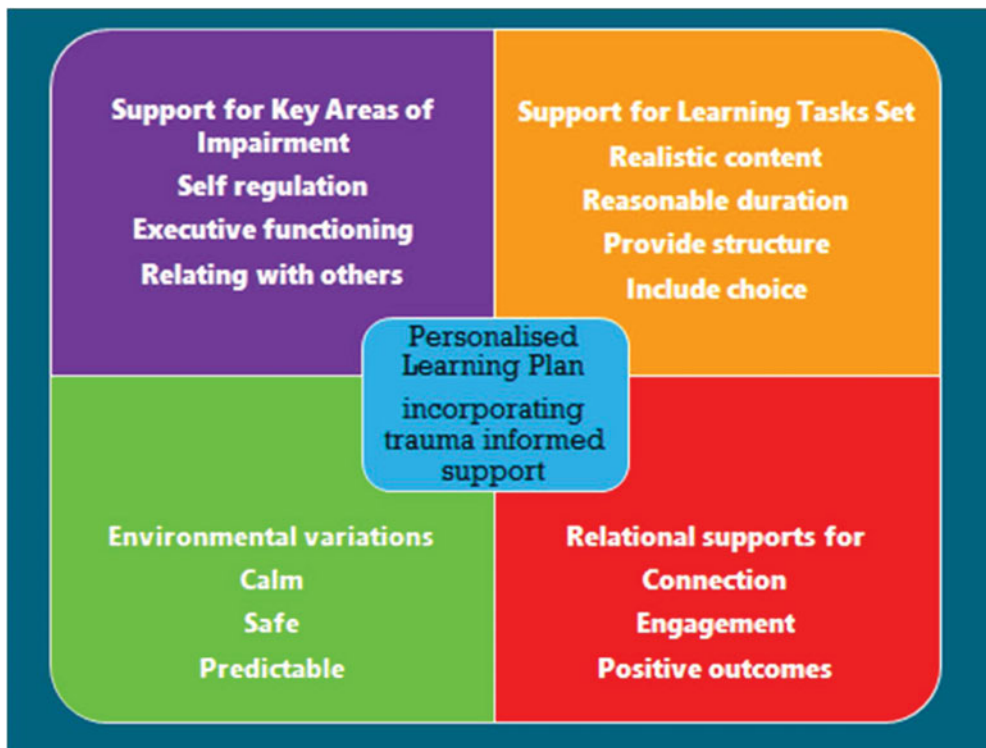 Support for Key Areas of
Impairment
Self regulation
Executive functioning
Relating with others
Support for Learning Tasks Set
Realistic content
Reasonable duration
Provide structure
Include choice
Personalised
Learning Plan
incorporating
trauma informed
support
Environmental variations
Calm
Safe
Predictable
Relational supports for
Connection
Engagement
Positive outcomes